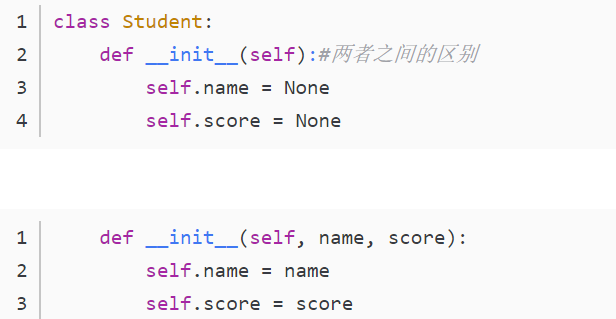 1 class Student:
2 def __init__(self):#两者之间的区别
3 self.name = None
4 self.score = None
1 def __init__(self, name, score):
2 self.name = name
3 self.score = score